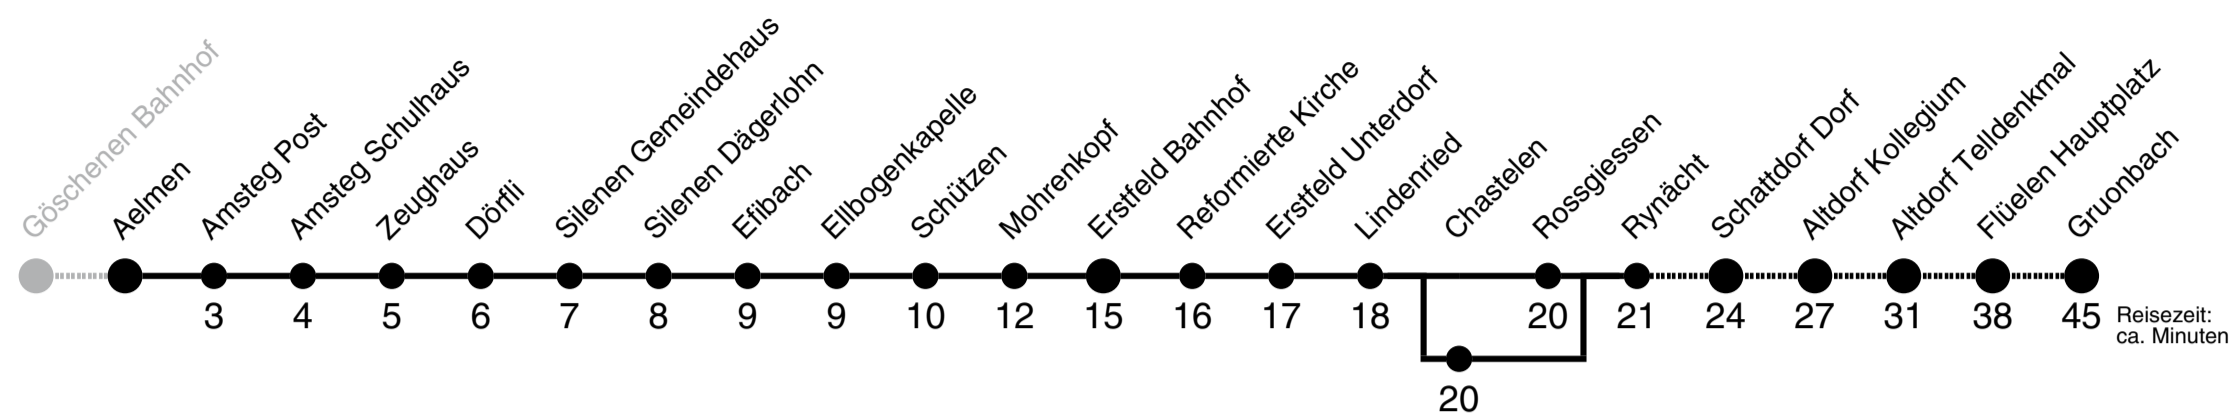 Göschenen Bahnhof
Aelmen
Amsteg Post
Amsteg Schulhaus
Zeughaus
Dörfli
Silenen Gemeindehaus
Silenen Dägerlohn
Efibach
Ellbogenkapelle
Schützen
Mohrenkopf
Erstfeld Bahnhof
Reformierte Kirche
Erstfeld Unterdorf
Lindenried
Chastelen
Rossgiessen
Rynächt
Schattdorf Dorf
Altdorf Kollegium
Altdorf Telldenkmal
Flüelen Hauptplatz
Gruonbach
3 4 5 6 7 8 9 9 10 12 15 16 17 18 20 21 24 27 31 38 45
Reisezeit:
ca. Minuten
20